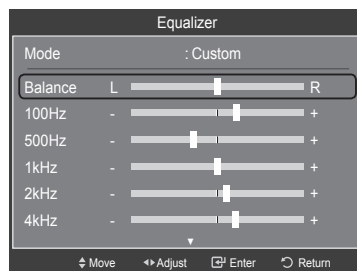 Equalizer
Mode : Custom
Balance L R
100Hz - +
500Hz - +
1kHz - +
2kHz - +
4kHz - +
Move Adjust Enter Return